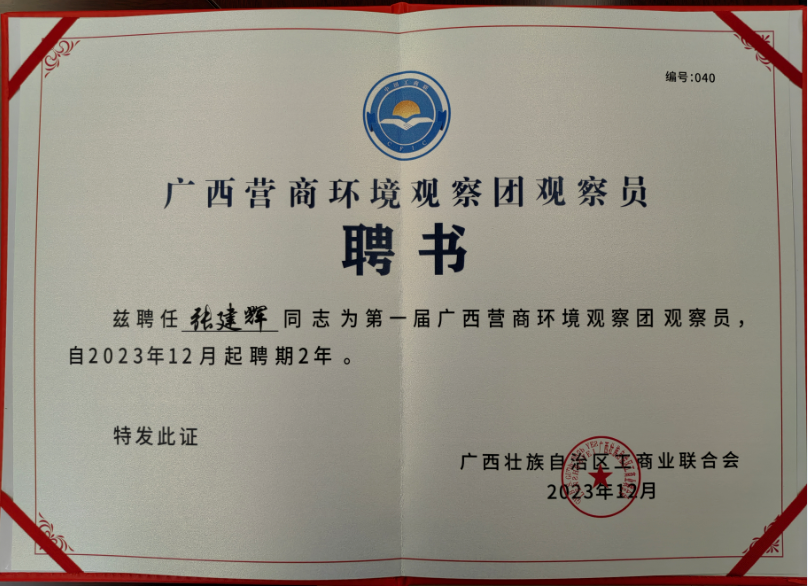 编号:040
广西营商环境观察团观察员
聘书
兹聘任 张建辉 同志为第一届广西营商环境观察团观察员，
自2023年12月起聘期2年。
特发此证
广西壮族自治区工商业联合会
2023年12月